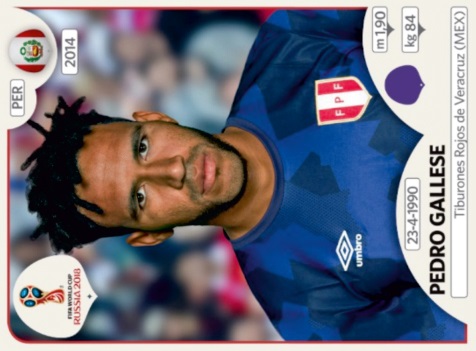 PER
FIFA WORLD CUP
RUSSIA 2018
2014
umbro
FPF
m 1,90
kg 84
23-4-1990
PEDRO GALLESE
Tiburones Rojos de Veracruz (MEX)